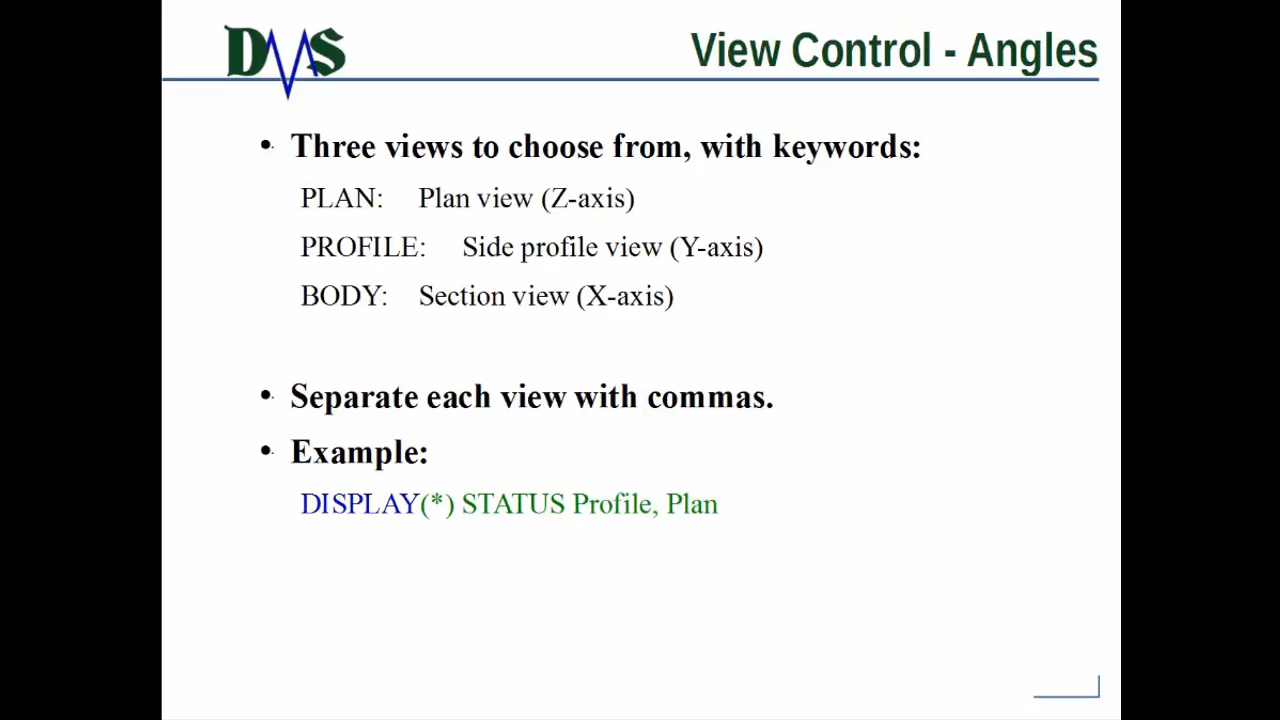 DMS
View Control - Angles
• Three views to choose from, with keywords:
PLAN: Plan view (Z-axis)
PROFILE: Side profile view (Y-axis)
BODY: Section view (X-axis)
• Separate each view with commas.
• Example:
DISPLAY(*) STATUS Profile, Plan